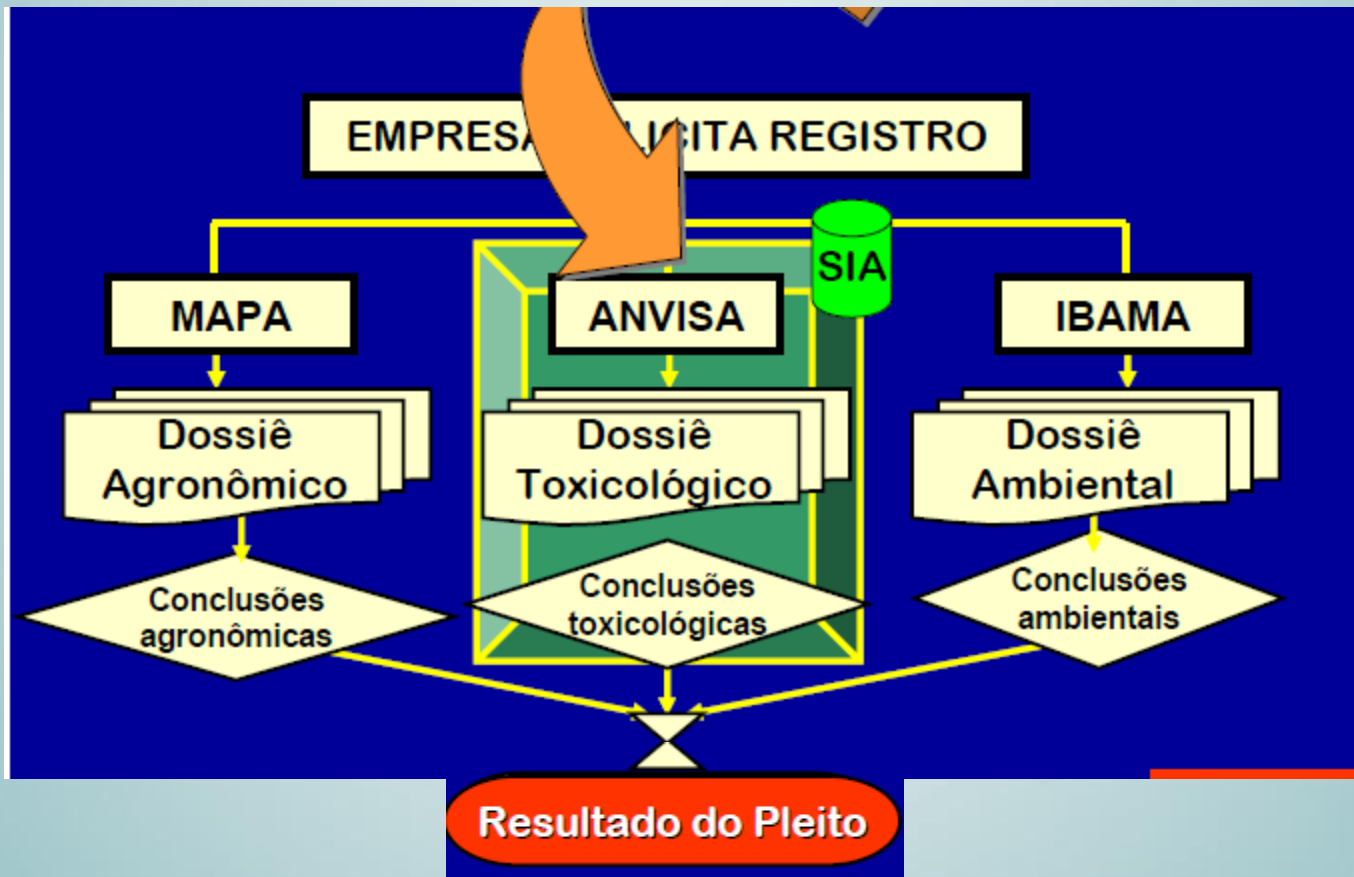 EMPRESA LICITA REGISTRO
SIA
MAPA
ANVISA
IBAMA
Dossiê
Agronômico
Dossiê
Toxicológico
Dossiê
Ambiental
Conclusões
agronômicas
Conclusões
toxicológicas
Conclusões
ambientais
Resultado do Pleito